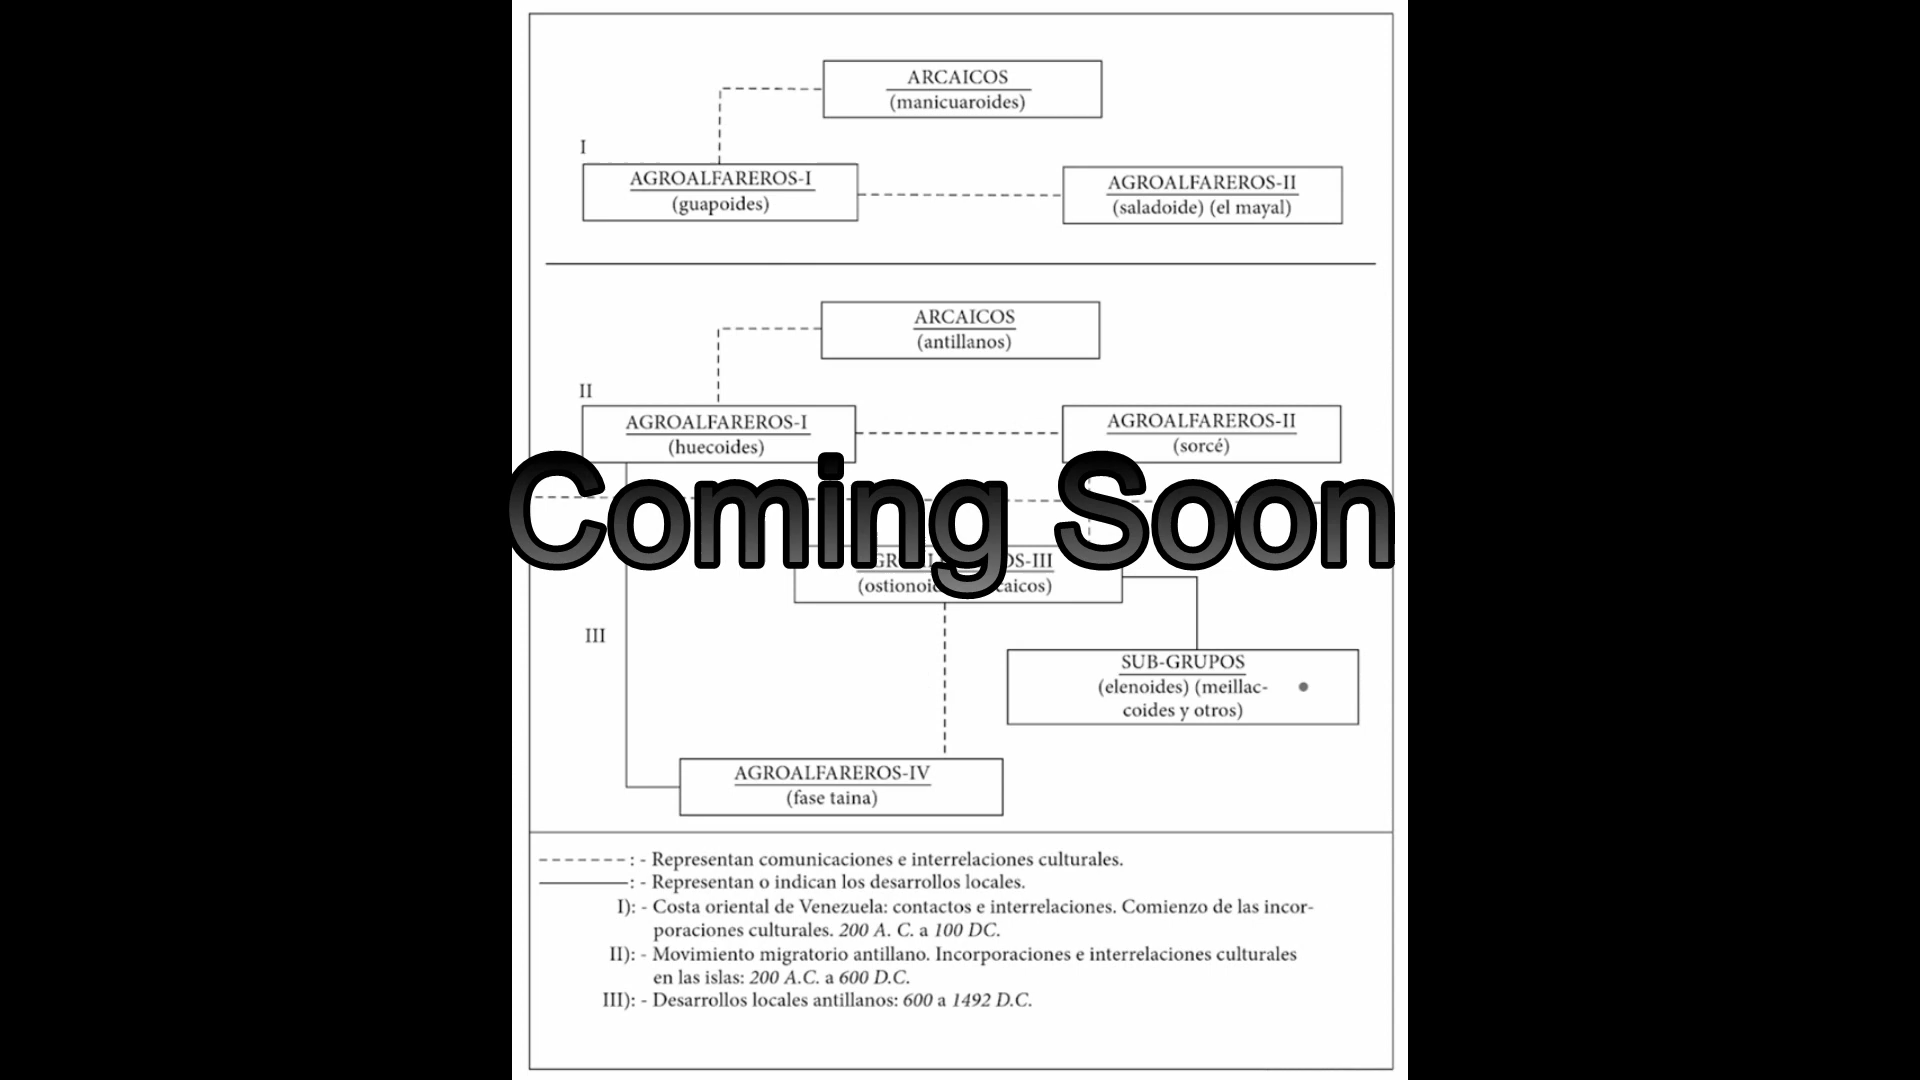 ARCAICOS
(manicuaroides)
I
AGROALFAREROS-I
(guapoides)
AGROALFAREROS-II
(saladoide) (el mayal)
ARCAICOS
(antillanos)
II
AGROALFAREROS-I
(huecoides)
AGROALFAREROS-II
(sorcé)
Coming Soon
III
SUB-GRUPOS
(elenoides) (meillac-
coides y otros)
AGROALFAREROS-IV
(fase taina)
: - Representan comunicaciones e interrelaciones culturales.
: - Representan o indican los desarrollos locales.
I): - Costa oriental de Venezuela: contactos e interrelaciones. Comienzo de las incor-
poraciones culturales. 200 A. C. a 100 DC.
II): - Movimiento migratorio antillano. Incorporaciones e interrelaciones culturales
en las islas: 200 A.C. a 600 D.C.
III): - Desarrollos locales antillanos: 600 a 1492 D.C.